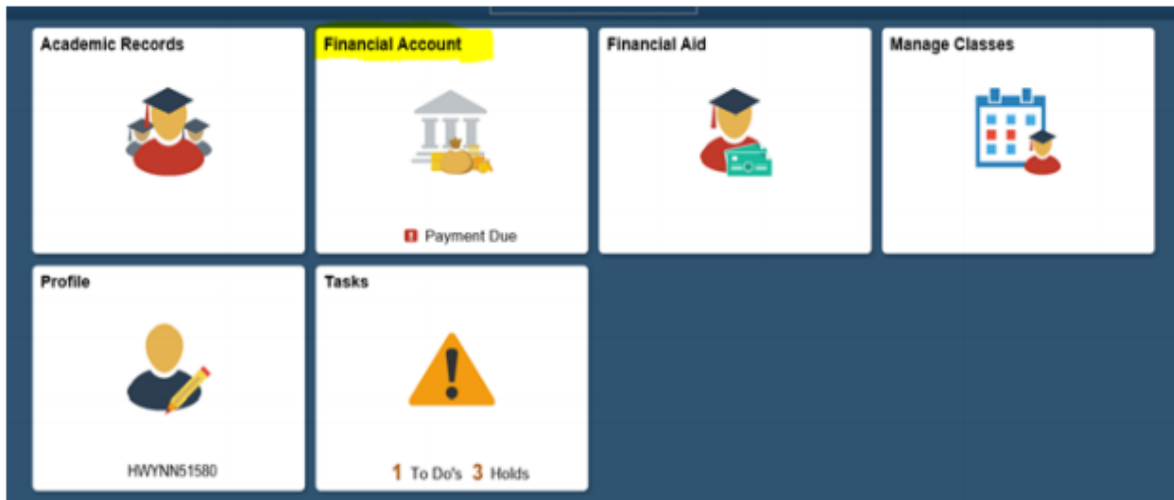 Academic Records
Financial Account
Financial Aid
Manage Classes
Payment Due
Profile
Tasks
HWYNN51580
1 To Do's 3 Holds